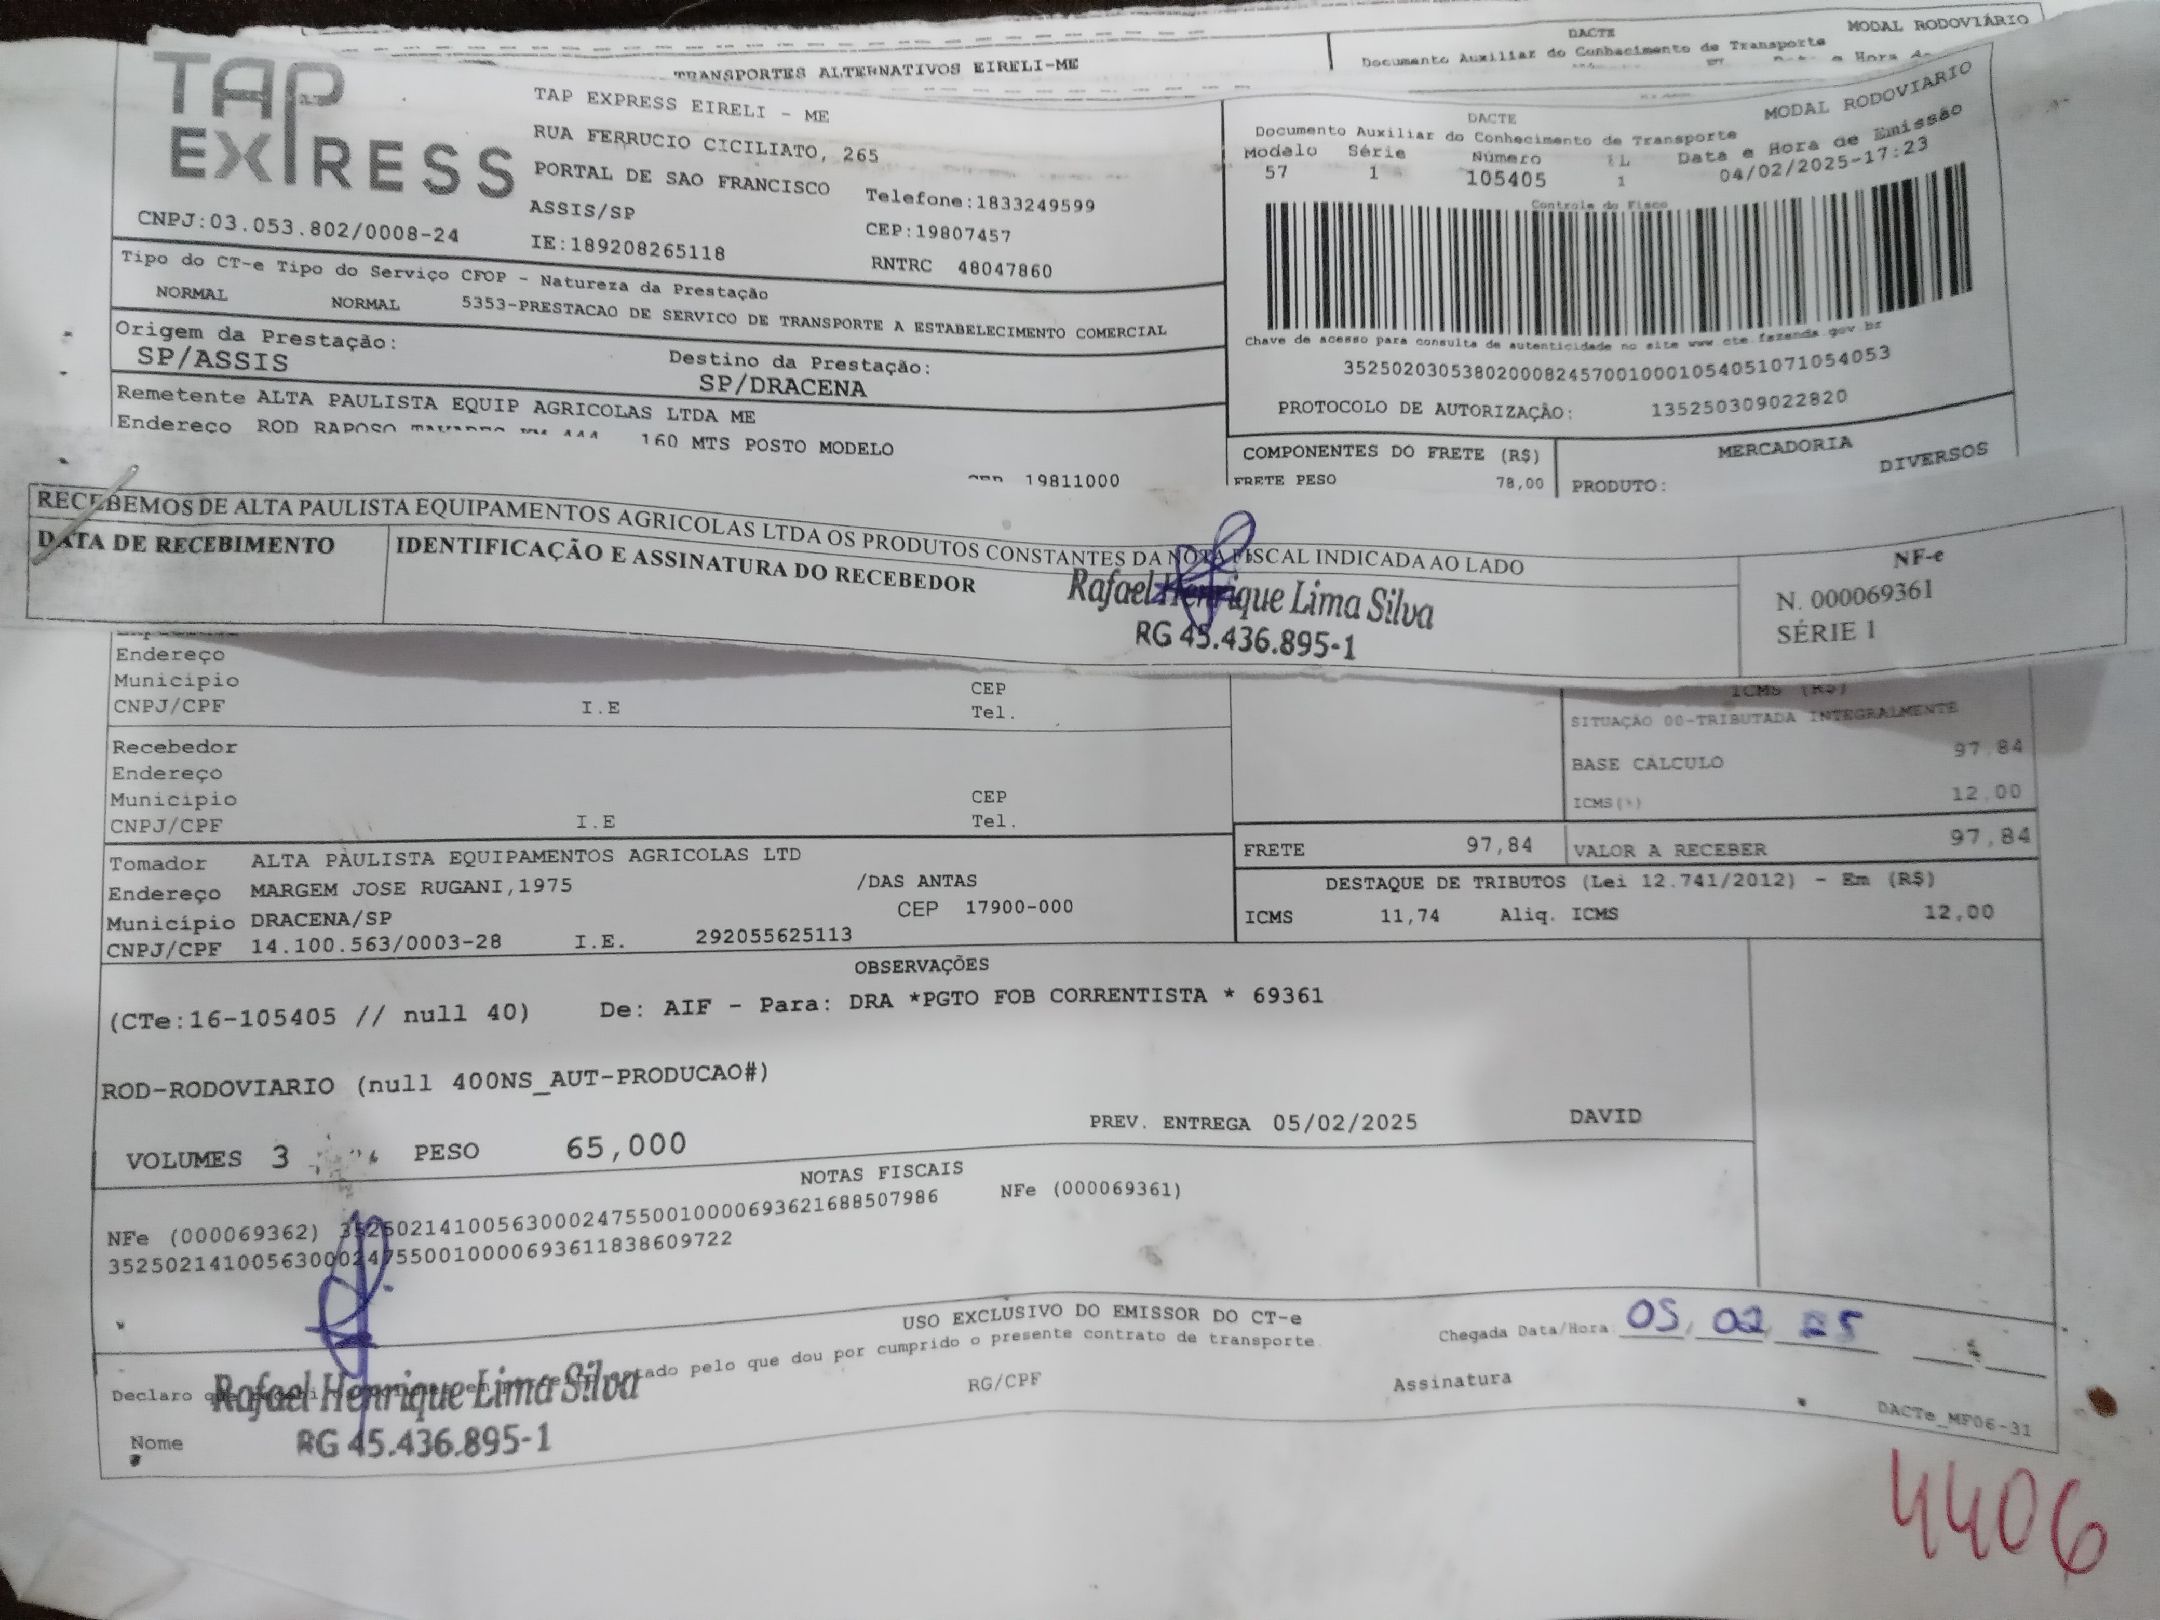 DACTE
MODAL RODOVIÁRIO
TRANSPORTES ALTERNATIVOS EIRELI-ME
Documento Auxiliar do Conhecimento de Transporte
TAP EXPRESS
CNPJ:03.053.802/0008-24
TAP EXPRESS EIRELI - ME
RUA FERRUCIO CICILIATO, 265
PORTAL DE SAO FRANCISCO
Telefone:1833249599
ASSIS/SP
CEP:19807457
IE:189208265118
RNTRC 48047860
DACTE
MODAL RODOVIARIO
Documento Auxiliar do Conhecimento de Transporte
Modelo Série Número FL Data e Hora de Emissão
57 1 105405 1 04/02/2025-17:23
Controle do Fisco
Chave de acesso para consulta de autenticidade no site www cte.fazenda.gov.br
35250203053802000824570010001054051071054053
PROTOCOLO DE AUTORIZAÇÃO: 135250309022820
Tipo do CT-e Tipo do Serviço CFOP - Natureza da Prestação
NORMAL NORMAL 5353-PRESTACAO DE SERVICO DE TRANSPORTE A ESTABELECIMENTO COMERCIAL
Origem da Prestação: Destino da Prestação:
SP/ASSIS SP/DRACENA
Remetente ALTA PAULISTA EQUIP AGRICOLAS LTDA ME
Endereço ROD RAPOSO 160 MTS POSTO MODELO
19811000
COMPONENTES DO FRETE (R$)
FRETE PESO 78,00
MERCADORIA
PRODUTO: DIVERSOS
RECEBEMOS DE ALTA PAULISTA EQUIPAMENTOS AGRICOLAS LTDA OS PRODUTOS CONSTANTES DA NOTA FISCAL INDICADA AO LADO
DATA DE RECEBIMENTO
IDENTIFICAÇÃO E ASSINATURA DO RECEBEDOR
Rafael Henrique Lima Silva
RG 45.436.895-1
NF-e
N. 000069361
SÉRIE 1
Endereço
Municipio CEP
CNPJ/CPF I.E Tel.
Recebedor
Endereço
Municipio CEP
CNPJ/CPF I.E Tel.
ICMS (R$)
SITUAÇÃO 00-TRIBUTADA INTEGRALMENTE
BASE CALCULO 97,84
ICMS(%) 12,00
FRETE 97,84 VALOR A RECEBER 97,84
Tomador ALTA PAULISTA EQUIPAMENTOS AGRICOLAS LTD
Endereço MARGEM JOSE RUGANI,1975 /DAS ANTAS
Município DRACENA/SP CEP 17900-000
CNPJ/CPF 14.100.563/0003-28 I.E. 292055625113
DESTAQUE DE TRIBUTOS (Lei 12.741/2012) - Em (R$)
ICMS 11,74 Aliq. ICMS 12,00
OBSERVAÇÕES
(CTe:16-105405 // null 40) De: AIF - Para: DRA *PGTO FOB CORRENTISTA * 69361
ROD-RODOVIARIO (null 400NS_AUT-PRODUCAO#)
PREV. ENTREGA 05/02/2025 DAVID
VOLUMES 3 PESO 65,000
NOTAS FISCAIS
NFe (000069362) 35250214100563000247550010000693621688507986 NFe (000069361)
35250214100563000247550010000693611838609722
USO EXCLUSIVO DO EMISSOR DO CT-e
Declaro que pelo que dou por cumprido o presente contrato de transporte.
Chegada Data/Hora 05 02 25
Rafael Henrique Lima Silva
RG 45.436.895-1
Nome RG/CPF Assinatura
DACTe_MF06-31
4406